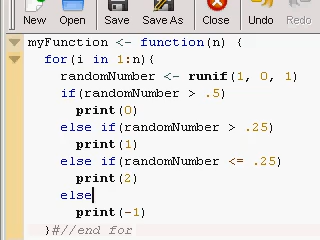 New Open Save Save As Close Undo Redo
myFunction <- function(n) {
  for(i in 1:n){
    randomNumber <- runif(1, 0, 1)
    if(randomNumber > .5)
      print(0)
    else if(randomNumber > .25)
      print(1)
    else if(randomNumber <= .25)
      print(2)
    else
      print(-1)
  }#//end for